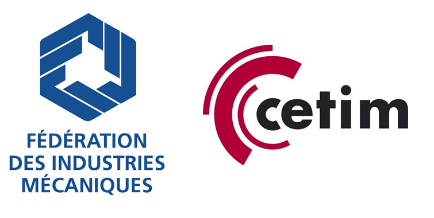 FÉDÉRATION
DES INDUSTRIES
MÉCANIQUES
cetim